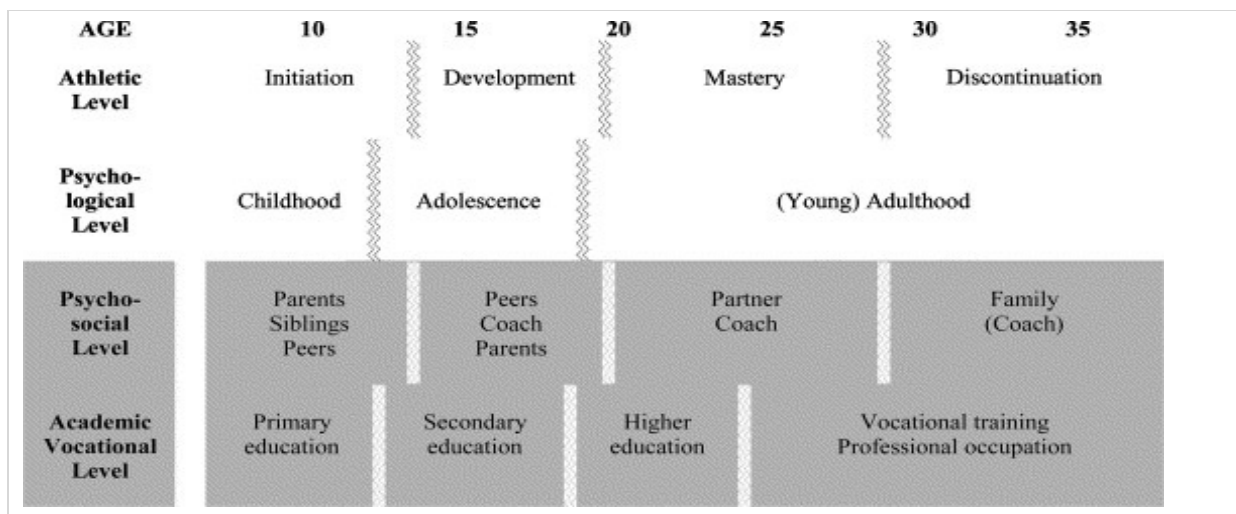 AGE 10 15 20 25 30 35
Athletic Level Initiation Development Mastery Discontinuation
Psycho-
logical
Level
Childhood Adolescence (Young) Adulthood
Psycho-
social
Level
Parents
Siblings
Peers
Peers
Coach
Parents
Partner
Coach
Family
(Coach)
Academic
Vocational
Level
Primary
education
Secondary
education
Higher
education
Vocational training
Professional occupation